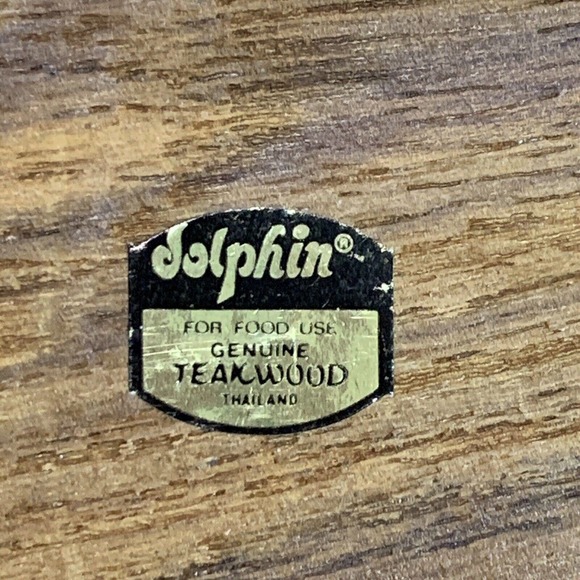 dolphin®
FOR FOOD USE
GENUINE
TEAKWOOD
THAILAND